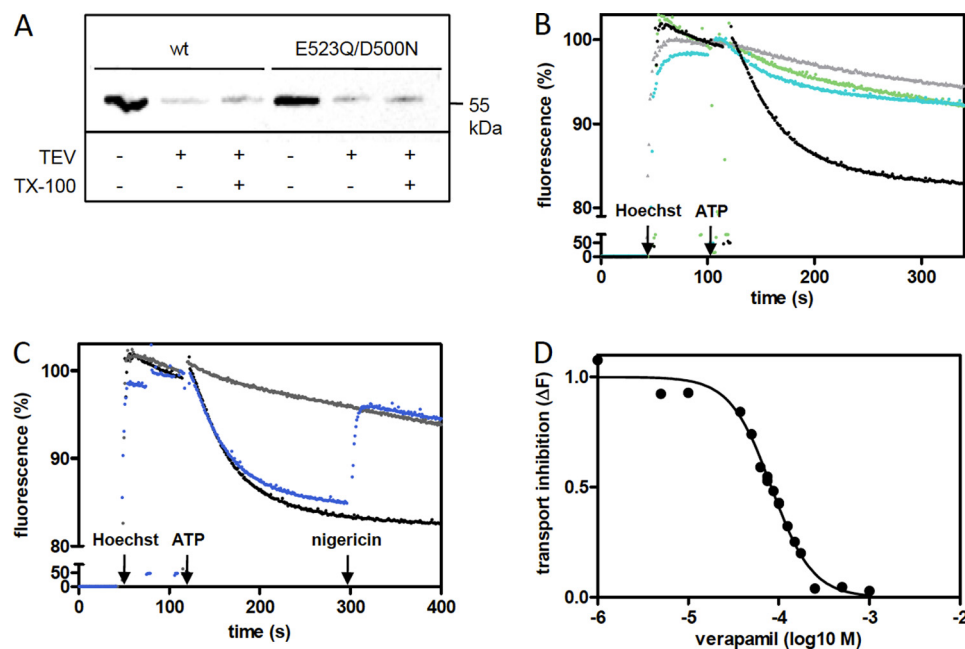 A
wt E523Q/D500N
55
kDa
TEV - + + - + +
TX-100 - - + - - +
B
fluorescence (%)
100
90
80
50
0
Hoechst ATP
0 100 200 300
time (s)
C
fluorescence (%)
100
90
80
50
0
Hoechst ATP nigericin
0 100 200 300 400
time (s)
D
transport inhibition (ΔF)
1.0
0.5
0.0
-6 -5 -4 -3 -2
verapamil (log10 M)